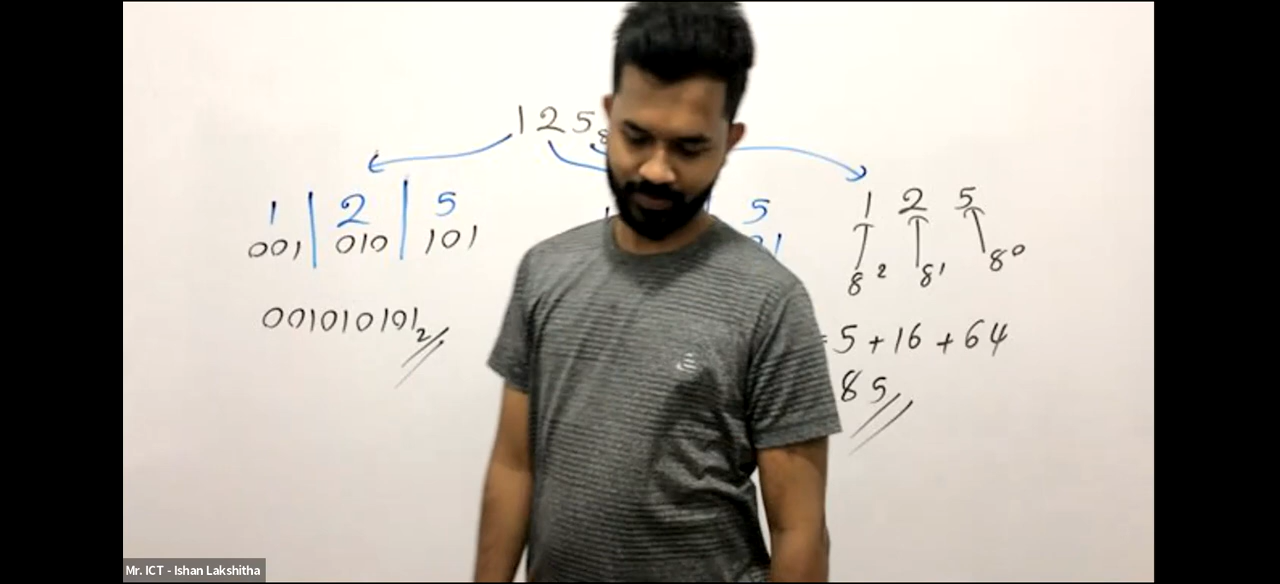 125₈
1 | 2 | 5
001 | 010 | 101
001010101₂
5
1 2 5
8² 8¹ 8⁰
= 5 + 16 + 64
85
Mr. ICT - Ishan Lakshitha